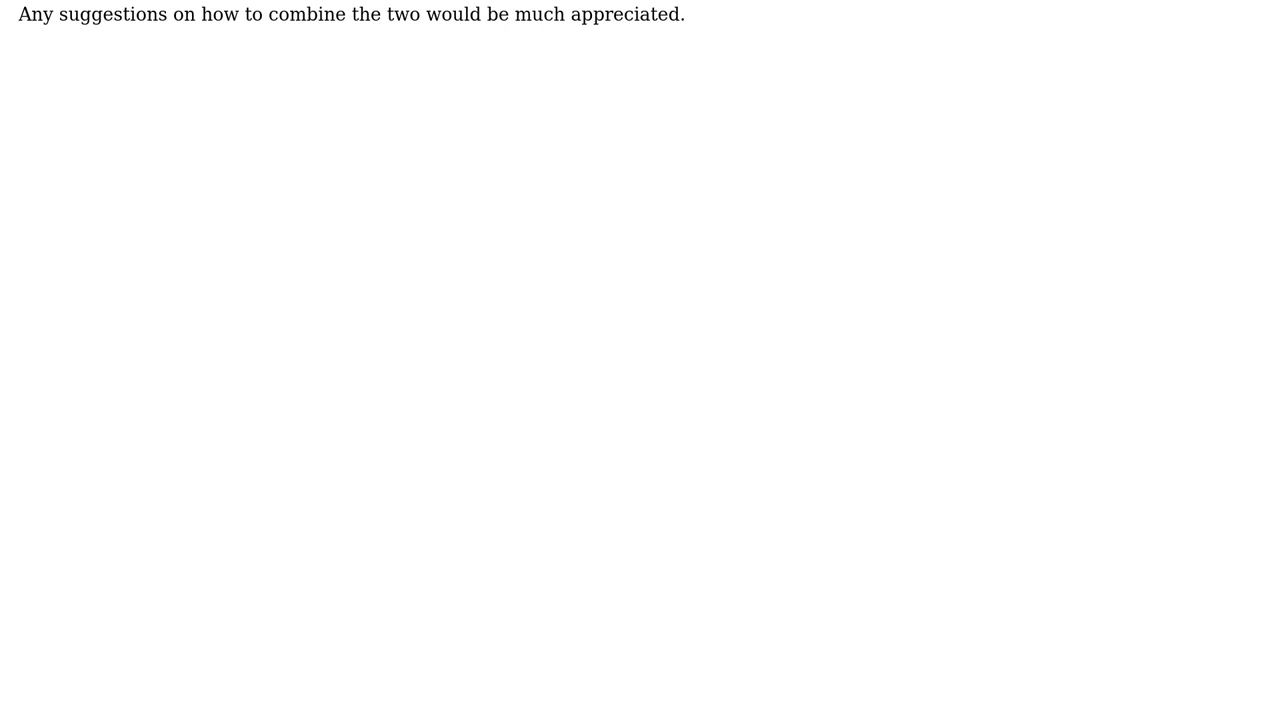 Any suggestions on how to combine the two would be much appreciated.